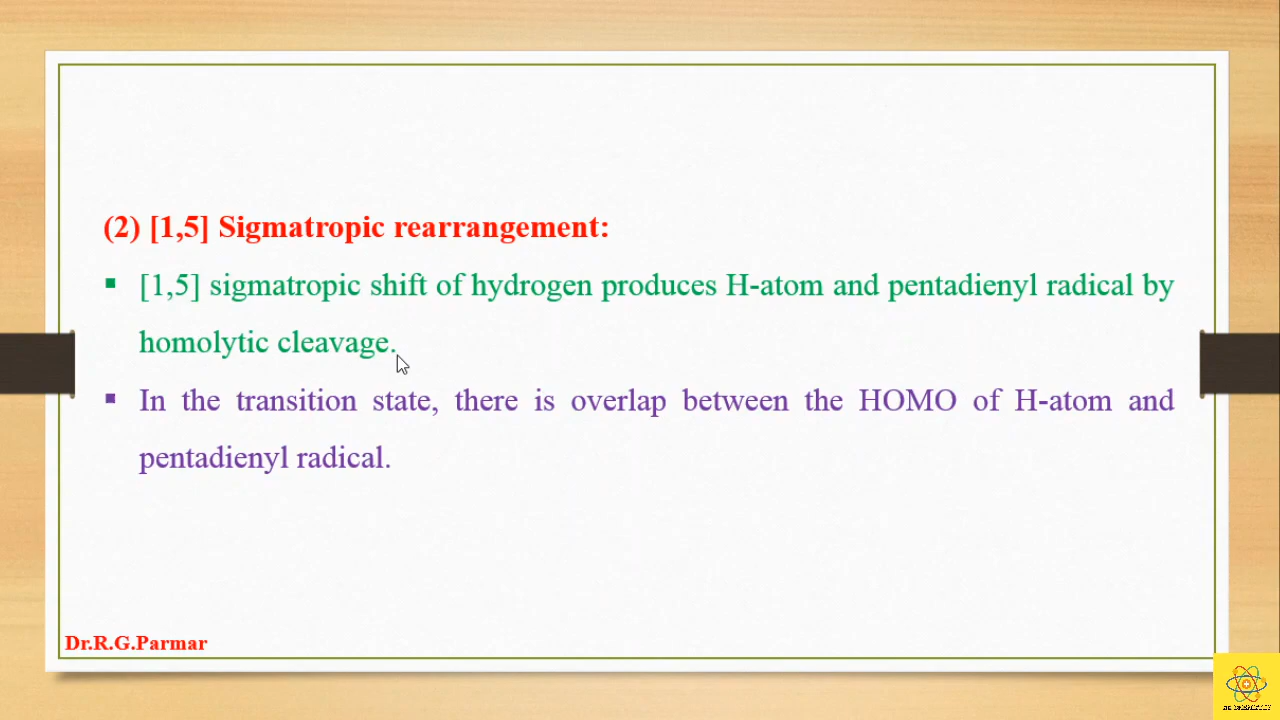 (2) [1,5] Sigmatropic rearrangement:
▪ [1,5] sigmatropic shift of hydrogen produces H-atom and pentadienyl radical by
homolytic cleavage.
▪ In the transition state, there is overlap between the HOMO of H-atom and
pentadienyl radical.
Dr.R.G.Parmar